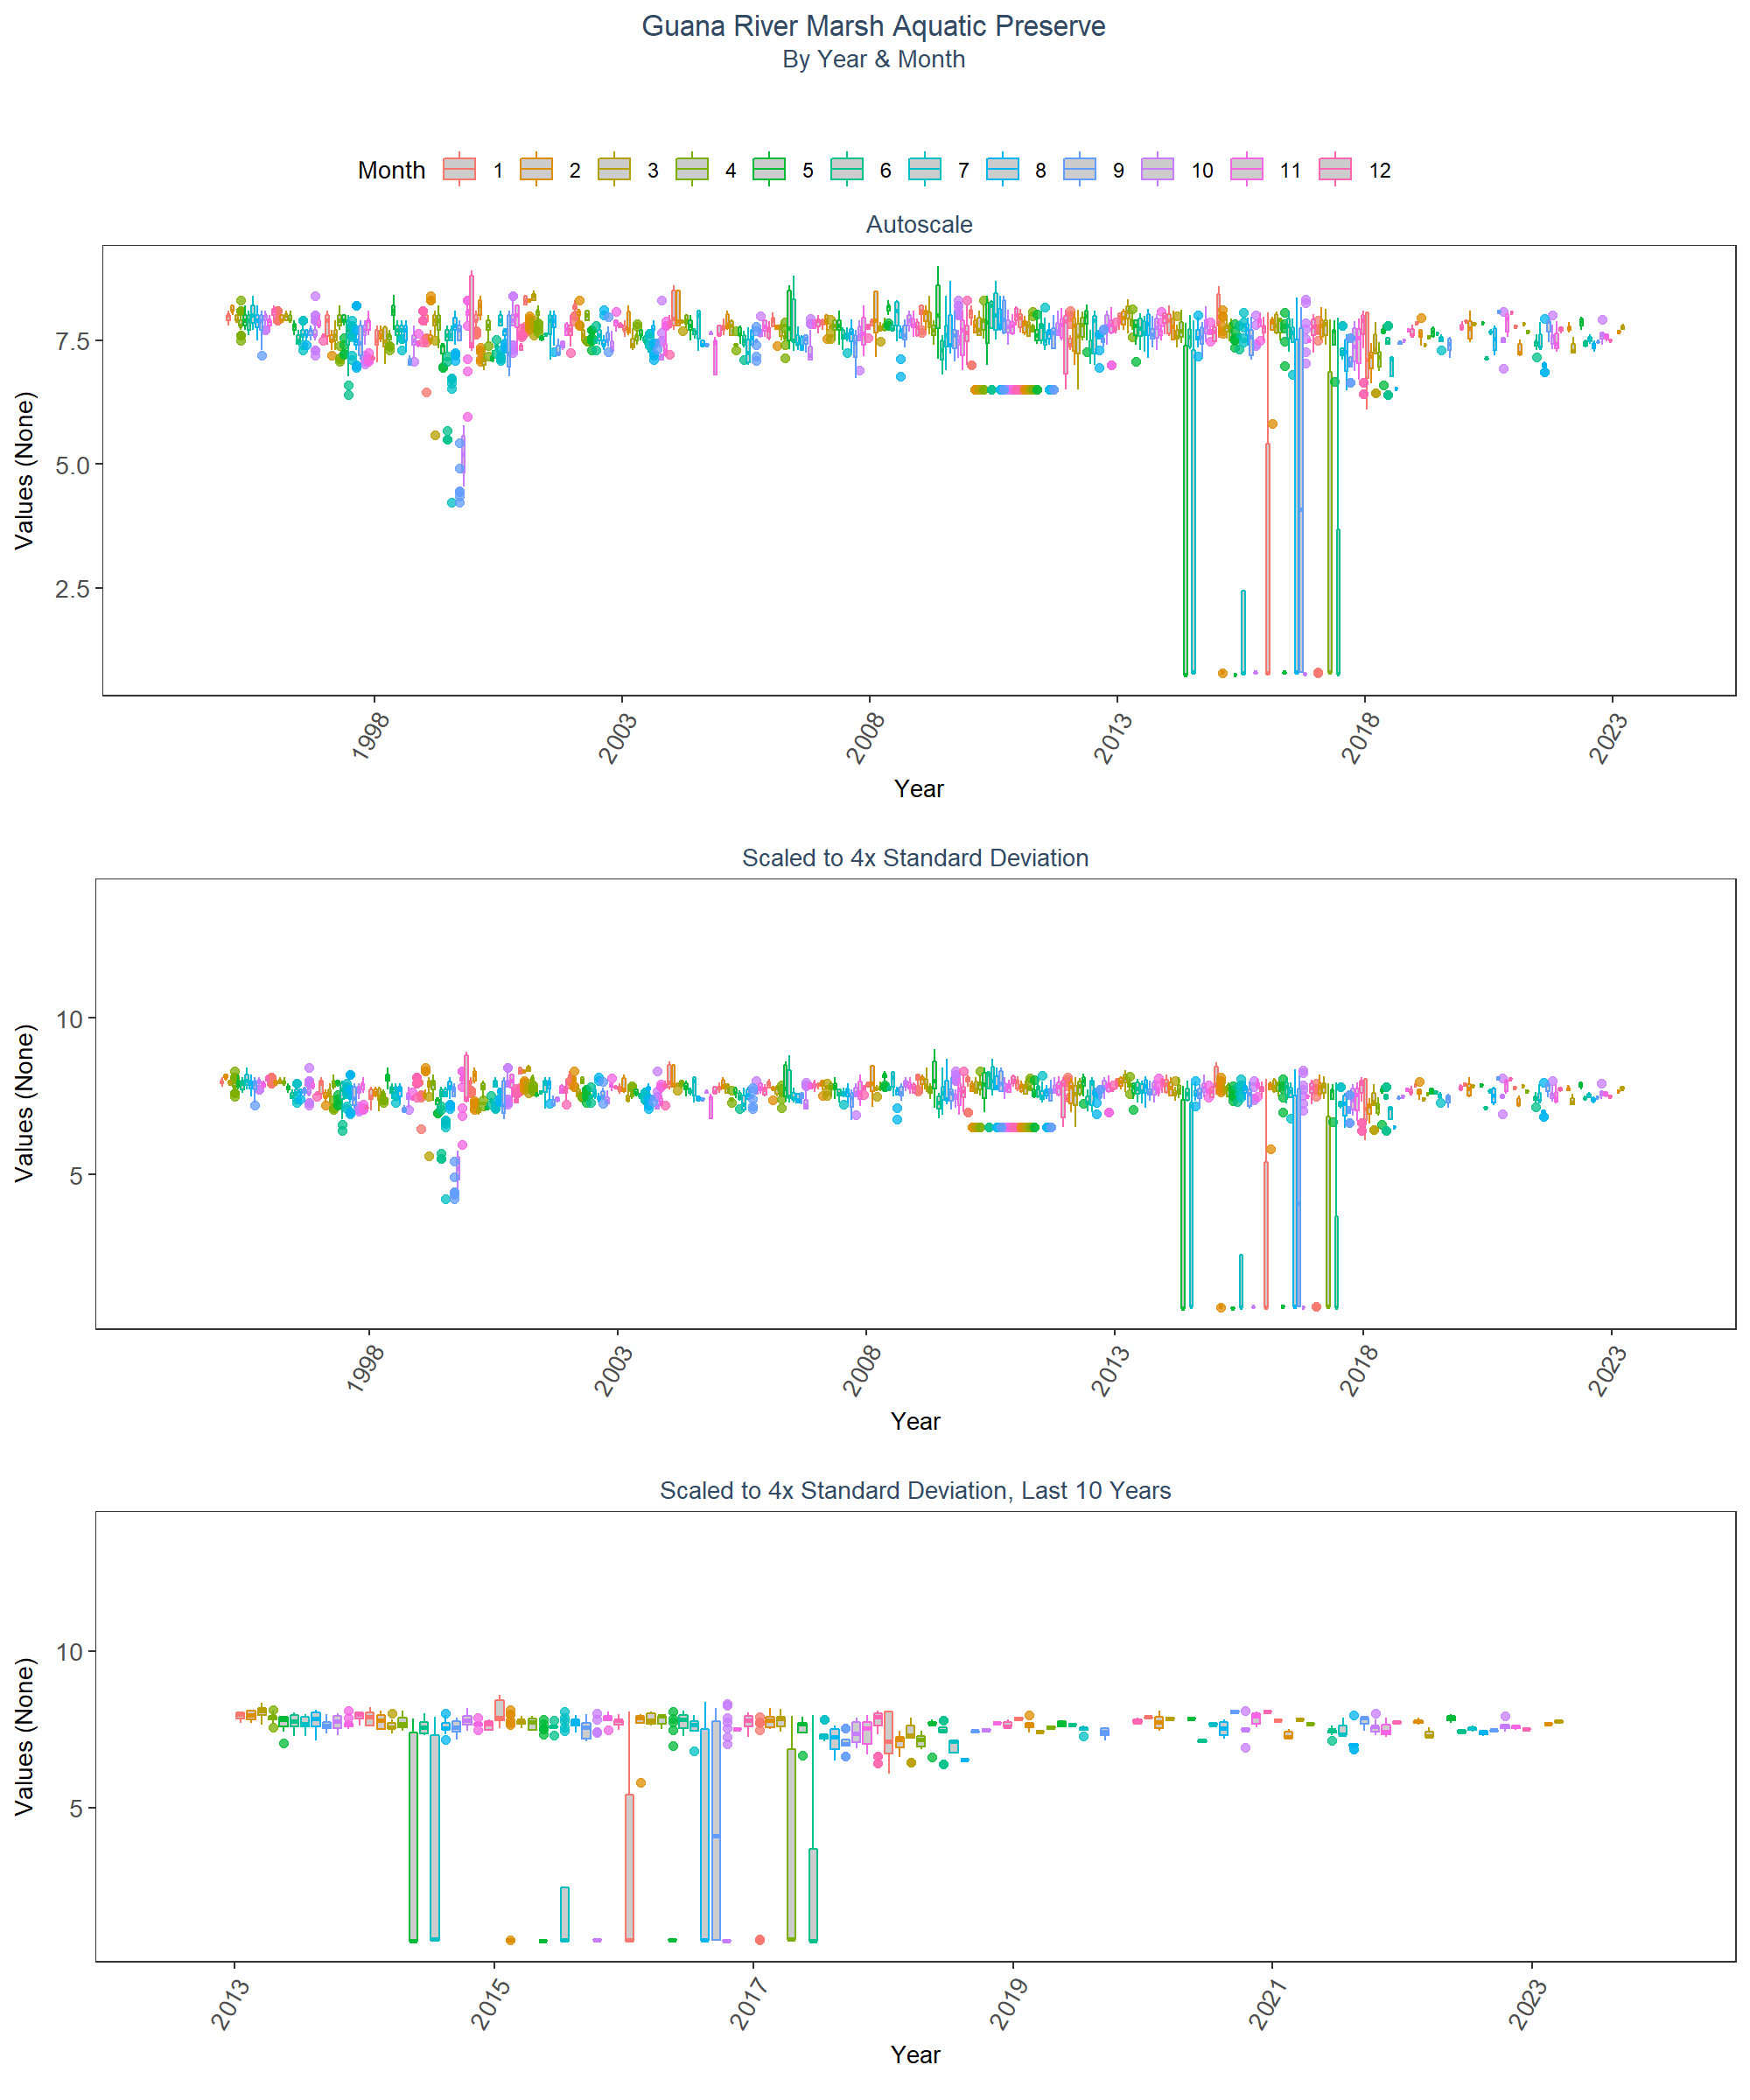 Guana River Marsh Aquatic Preserve
By Year & Month
Month 1 2 3 4 5 6 7 8 9 10 11 12
Autoscale
Values (None)
7.5
5.0
2.5
1998 2003 2008 2013 2018 2023
Year
Scaled to 4x Standard Deviation
Values (None)
10
5
1998 2003 2008 2013 2018 2023
Year
Scaled to 4x Standard Deviation, Last 10 Years
Values (None)
10
5
2013 2015 2017 2019 2021 2023
Year